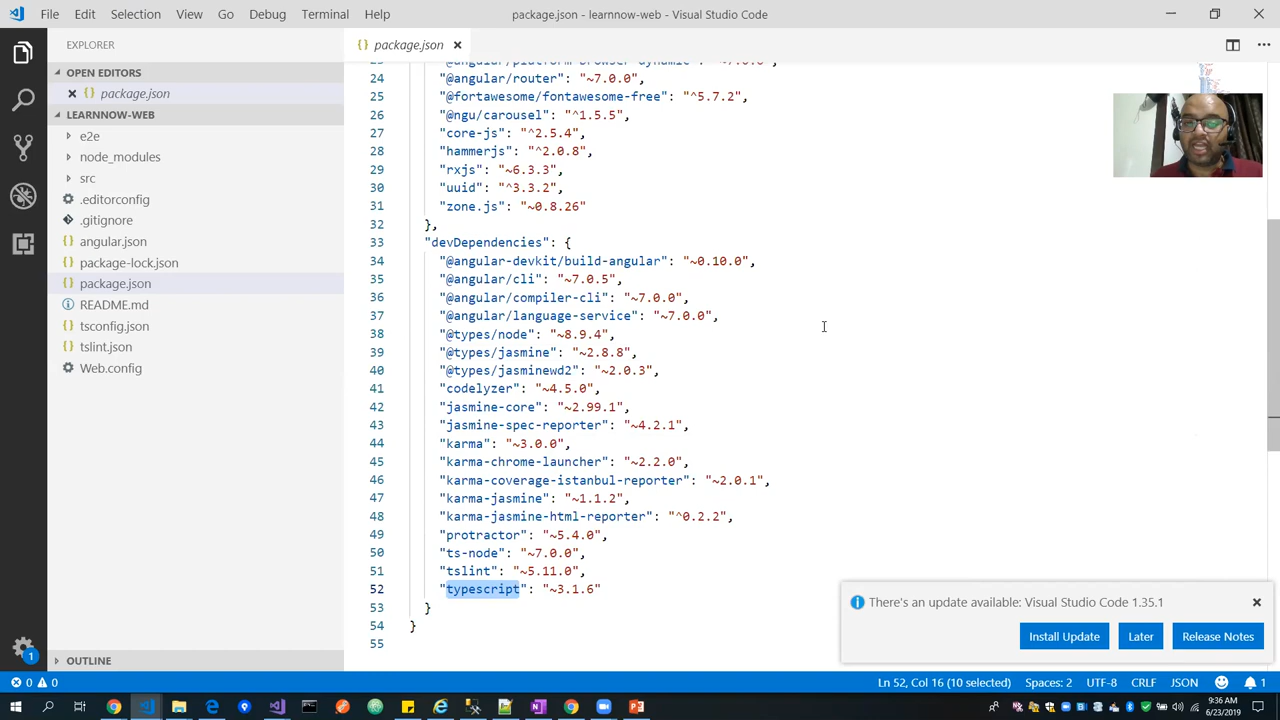 File Edit Selection View Go Debug Terminal Help
package.json - learnnow-web - Visual Studio Code
EXPLORER
OPEN EDITORS
package.json
LEARNNOW-WEB
e2e
node_modules
src
.editorconfig
.gitignore
angular.json
package-lock.json
package.json
README.md
tsconfig.json
tslint.json
Web.config
OUTLINE
package.json
24 "@angular/router": "~7.0.0",
25 "@fortawesome/fontawesome-free": "^5.7.2",
26 "@ngu/carousel": "^1.5.5",
27 "core-js": "^2.5.4",
28 "hammerjs": "^2.0.8",
29 "rxjs": "~6.3.3",
30 "uuid": "^3.3.2",
31 "zone.js": "~0.8.26"
32 },
33 "devDependencies": {
34 "@angular-devkit/build-angular": "~0.10.0",
35 "@angular/cli": "~7.0.5",
36 "@angular/compiler-cli": "~7.0.0",
37 "@angular/language-service": "~7.0.0",
38 "@types/node": "~8.9.4",
39 "@types/jasmine": "~2.8.8",
40 "@types/jasminewd2": "~2.0.3",
41 "codelyzer": "~4.5.0",
42 "jasmine-core": "~2.99.1",
43 "jasmine-spec-reporter": "~4.2.1",
44 "karma": "~3.0.0",
45 "karma-chrome-launcher": "~2.2.0",
46 "karma-coverage-istanbul-reporter": "~2.0.1",
47 "karma-jasmine": "~1.1.2",
48 "karma-jasmine-html-reporter": "^0.2.2",
49 "protractor": "~5.4.0",
50 "ts-node": "~7.0.0",
51 "tslint": "~5.11.0",
52 "typescript": "~3.1.6"
53 }
54 }
55
There's an update available: Visual Studio Code 1.35.1
Install Update Later Release Notes
1
0 0 Ln 52, Col 16 (10 selected) Spaces: 2 UTF-8 CRLF JSON 1
9:36 AM
6/23/2019